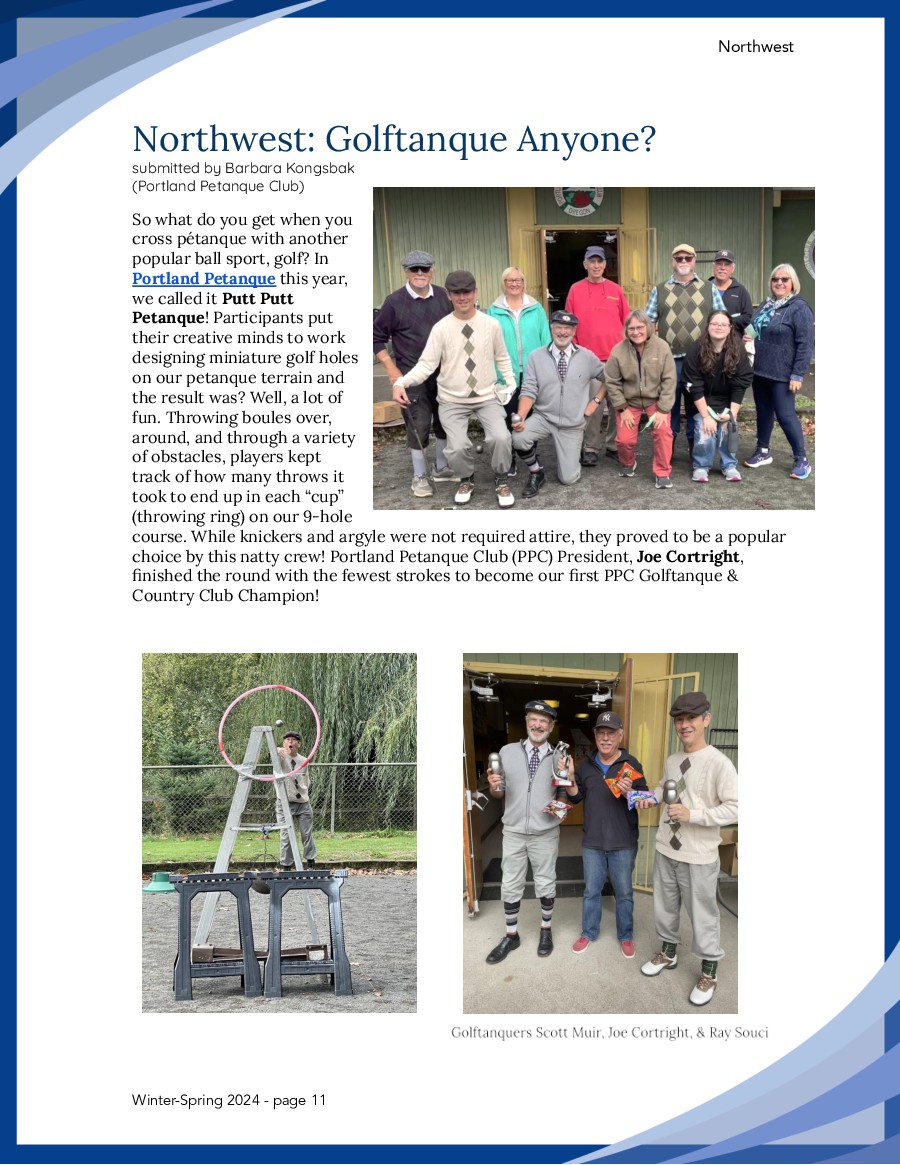 Northwest
Northwest: Golftanque Anyone?
submitted by Barbara Kongsbak
(Portland Petanque Club)
So what do you get when you
cross pétanque with another
popular ball sport, golf? In
Portland Petanque this year,
we called it Putt Putt
Petanque! Participants put
their creative minds to work
designing miniature golf holes
on our petanque terrain and
the result was? Well, a lot of
fun. Throwing boules over,
around, and through a variety
of obstacles, players kept
track of how many throws it
took to end up in each “cup”
(throwing ring) on our 9-hole
course. While knickers and argyle were not required attire, they proved to be a popular
choice by this natty crew! Portland Petanque Club (PPC) President, Joe Cortright,
finished the round with the fewest strokes to become our first PPC Golftanque &
Country Club Champion!
OREGON
Golftanquers Scott Muir, Joe Cortright, & Ray Souci
Winter-Spring 2024 - page 11